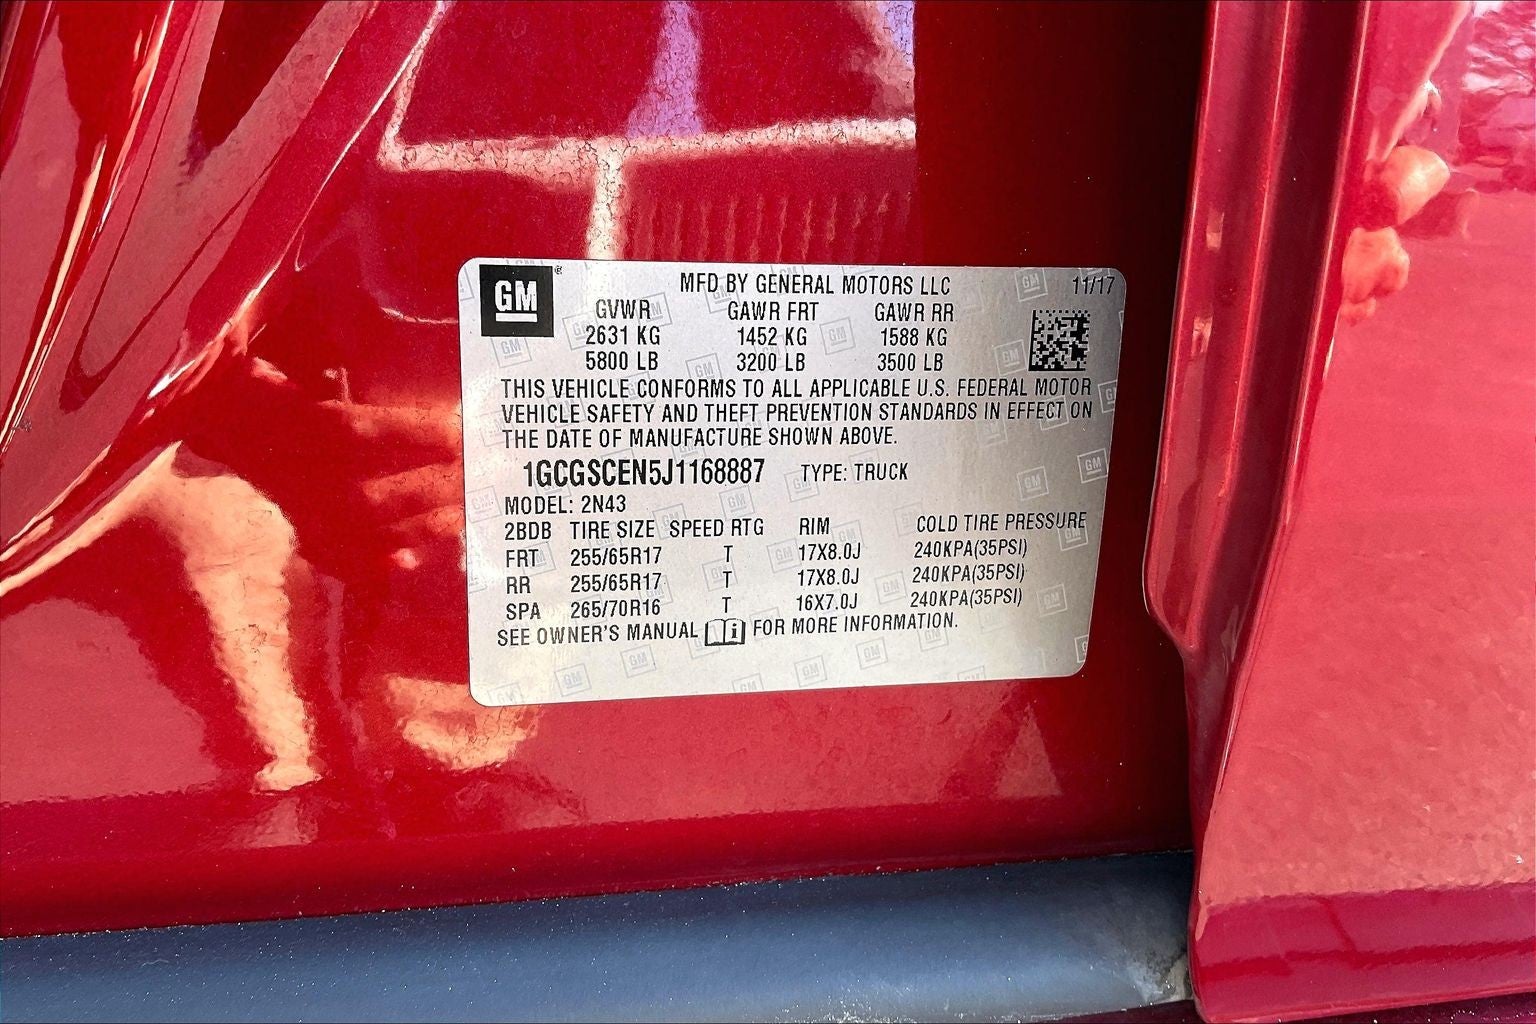 GM
MFD BY GENERAL MOTORS LLC 11/17
GVWR GAWR FRT GAWR RR
2631 KG 1452 KG 1588 KG
5800 LB 3200 LB 3500 LB
THIS VEHICLE CONFORMS TO ALL APPLICABLE U.S. FEDERAL MOTOR
VEHICLE SAFETY AND THEFT PREVENTION STANDARDS IN EFFECT ON
THE DATE OF MANUFACTURE SHOWN ABOVE.
1GCGSCEN5J1168887 TYPE: TRUCK
MODEL: 2N43
2BDB TIRE SIZE SPEED RTG RIM COLD TIRE PRESSURE
FRT 255/65R17 T 17X8.0J 240KPA(35PSI)
RR 255/65R17 T 17X8.0J 240KPA(35PSI)
SPA 265/70R16 T 16X7.0J 240KPA(35PSI)
SEE OWNER'S MANUAL i FOR MORE INFORMATION.